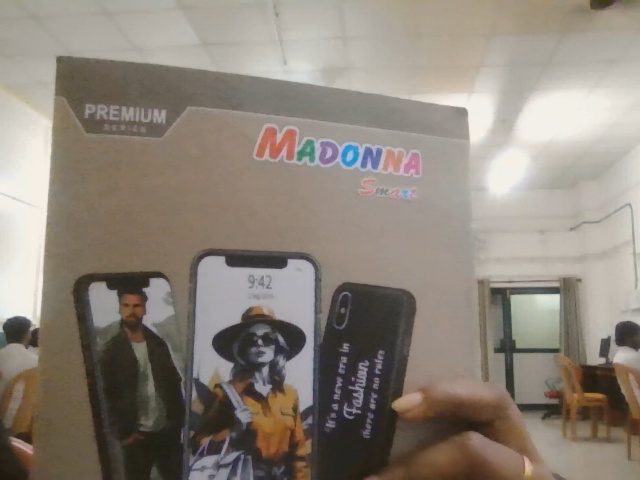 PREMIUM
SERIES
MADONNA
Smart
9:42
"It's a new era in
Fashion
there are no rules